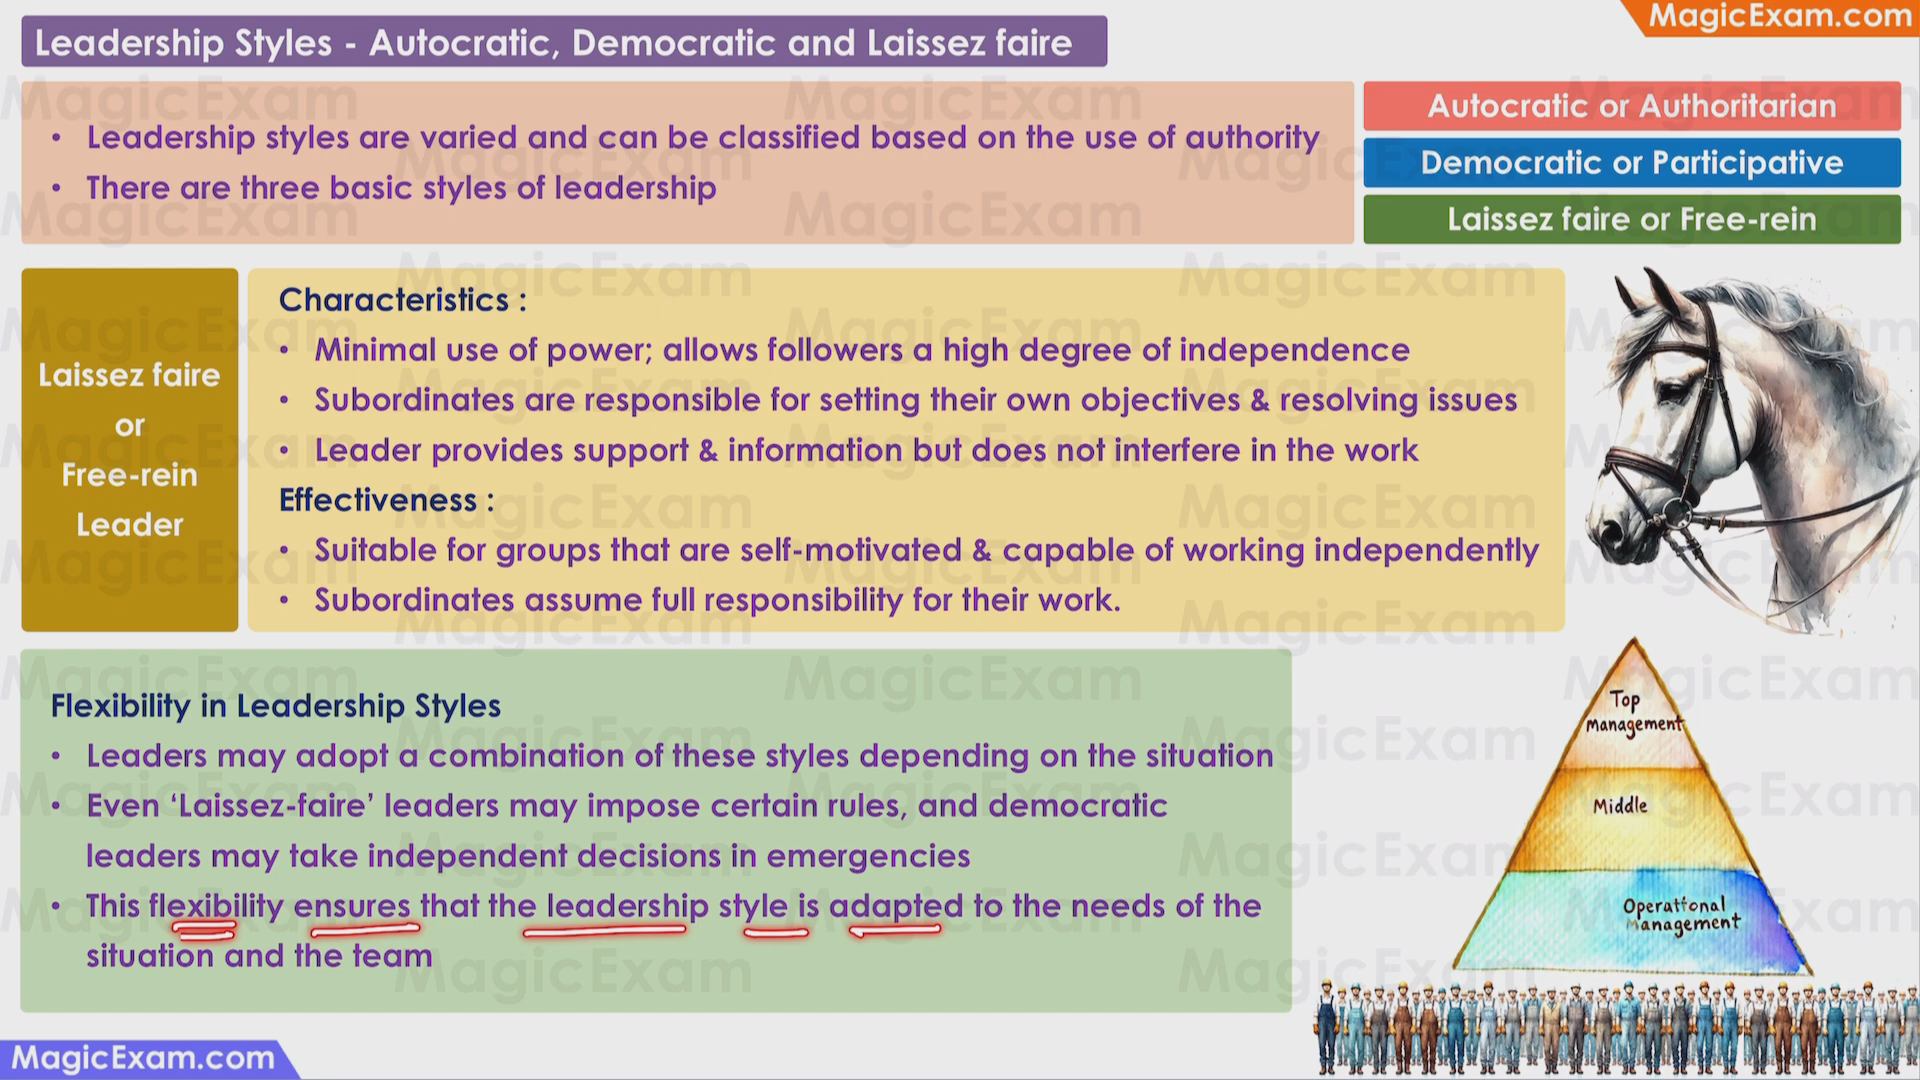 Leadership Styles - Autocratic, Democratic and Laissez faire
MagicExam.com
• Leadership styles are varied and can be classified based on the use of authority
• There are three basic styles of leadership
Autocratic or Authoritarian
Democratic or Participative
Laissez faire or Free-rein
Laissez faire
or
Free-rein
Leader
Characteristics :
• Minimal use of power; allows followers a high degree of independence
• Subordinates are responsible for setting their own objectives & resolving issues
• Leader provides support & information but does not interfere in the work
Effectiveness :
• Suitable for groups that are self-motivated & capable of working independently
• Subordinates assume full responsibility for their work.
Flexibility in Leadership Styles
• Leaders may adopt a combination of these styles depending on the situation
• Even ‘Laissez-faire’ leaders may impose certain rules, and democratic
leaders may take independent decisions in emergencies
• This flexibility ensures that the leadership style is adapted to the needs of the
situation and the team
Top
management
Middle
Operational
Management
MagicExam.com